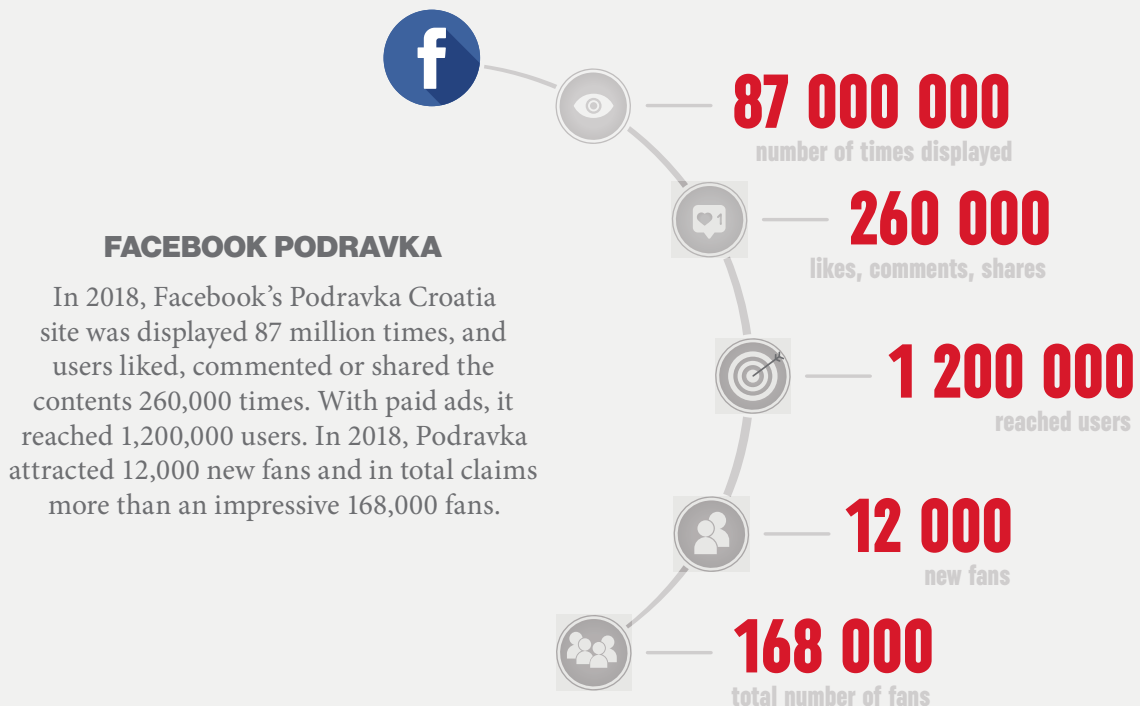 f
87 000 000
number of times displayed
1
260 000
likes, comments, shares
FACEBOOK PODRAVKA
In 2018, Facebook’s Podravka Croatia
site was displayed 87 million times, and
users liked, commented or shared the
contents 260,000 times. With paid ads, it
reached 1,200,000 users. In 2018, Podravka
attracted 12,000 new fans and in total claims
more than an impressive 168,000 fans.
1 200 000
reached users
12 000
new fans
168 000
total number of fans